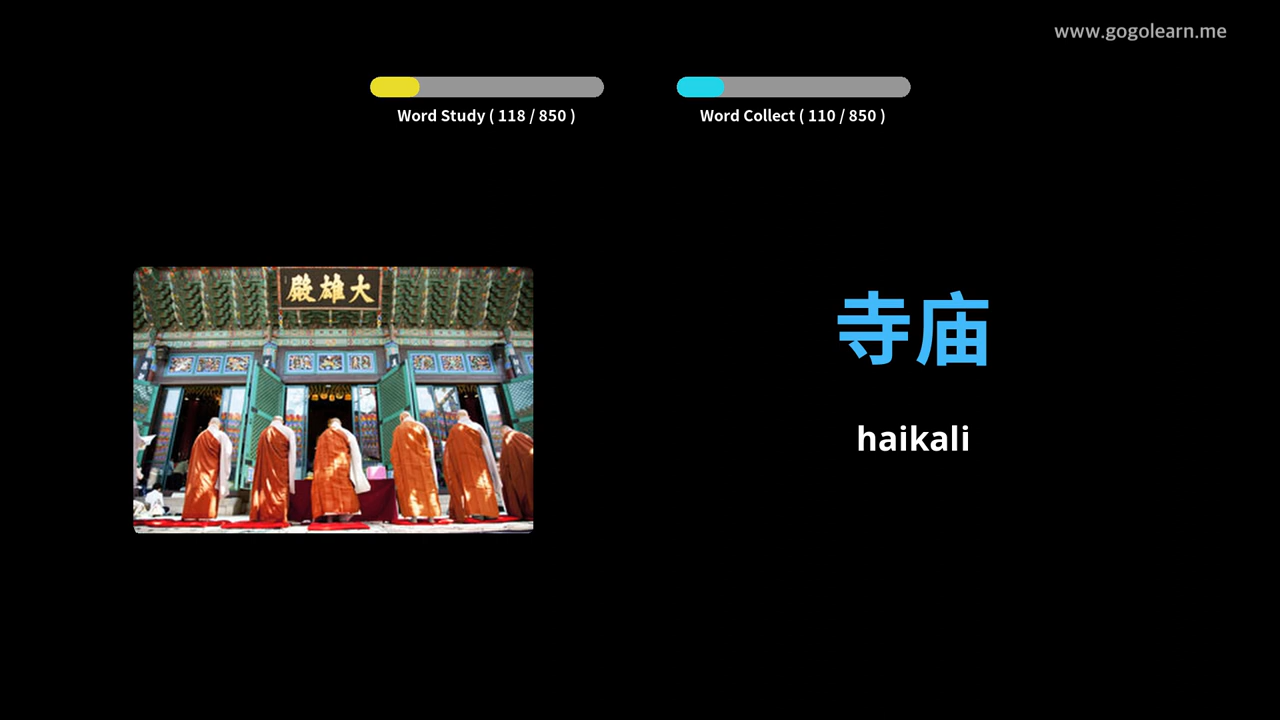 www.gogolearn.me
Word Study ( 118 / 850 )
Word Collect ( 110 / 850 )
殿雄大
寺庙
haikali